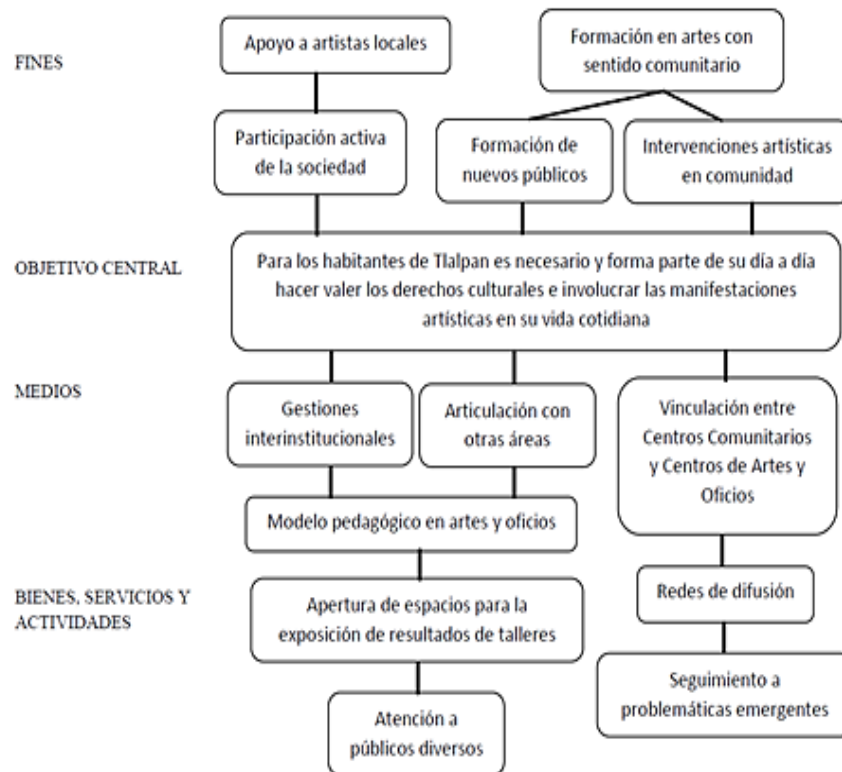 FINES
Apoyo a artistas locales
Formación en artes con
sentido comunitario
Participación activa
de la sociedad
Formación de
nuevos públicos
Intervenciones artísticas
en comunidad
OBJETIVO CENTRAL
Para los habitantes de Tlalpan es necesario y forma parte de su día a día
hacer valer los derechos culturales e involucrar las manifestaciones
artísticas en su vida cotidiana
MEDIOS
Gestiones
interinstitucionales
Articulación con
otras áreas
Vinculación entre
Centros Comunitarios
y Centros de Artes y
Oficios
Modelo pedagógico en artes y oficios
BIENES, SERVICIOS Y
ACTIVIDADES
Apertura de espacios para la
exposición de resultados de talleres
Redes de difusión
Atención a
públicos diversos
Seguimiento a
problemáticas emergentes